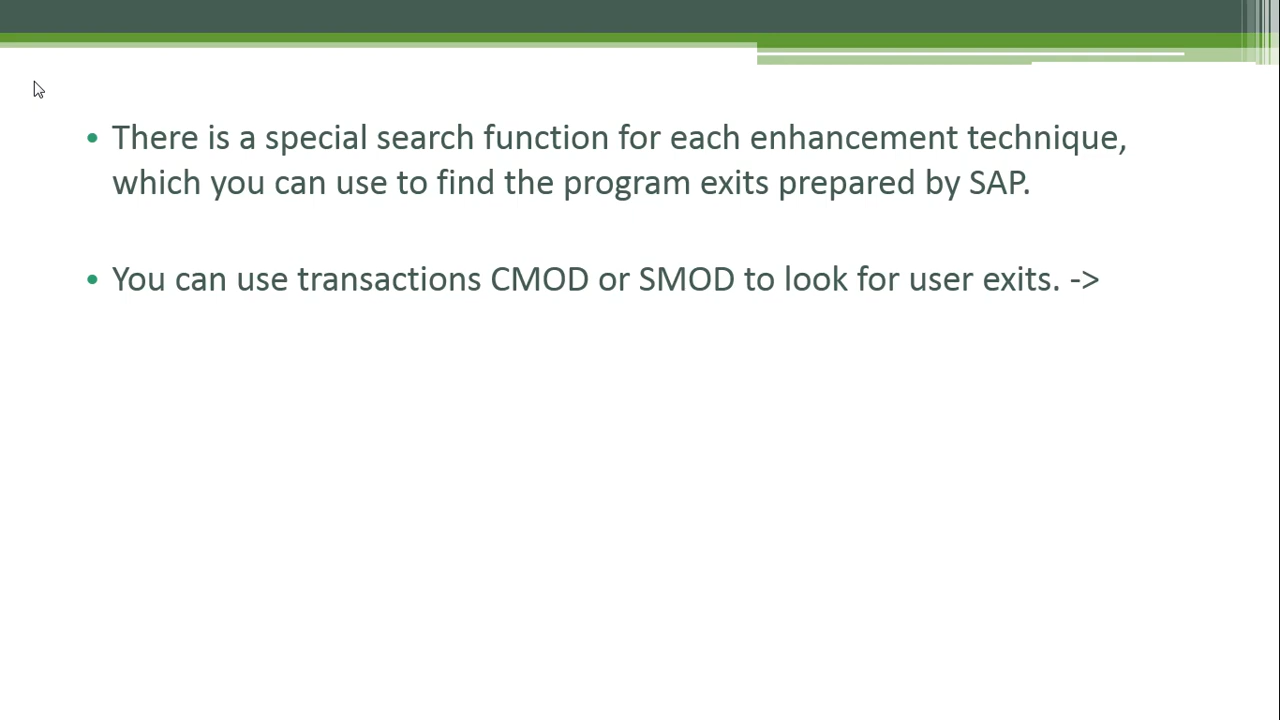 • There is a special search function for each enhancement technique,
which you can use to find the program exits prepared by SAP.
• You can use transactions CMOD or SMOD to look for user exits. ->